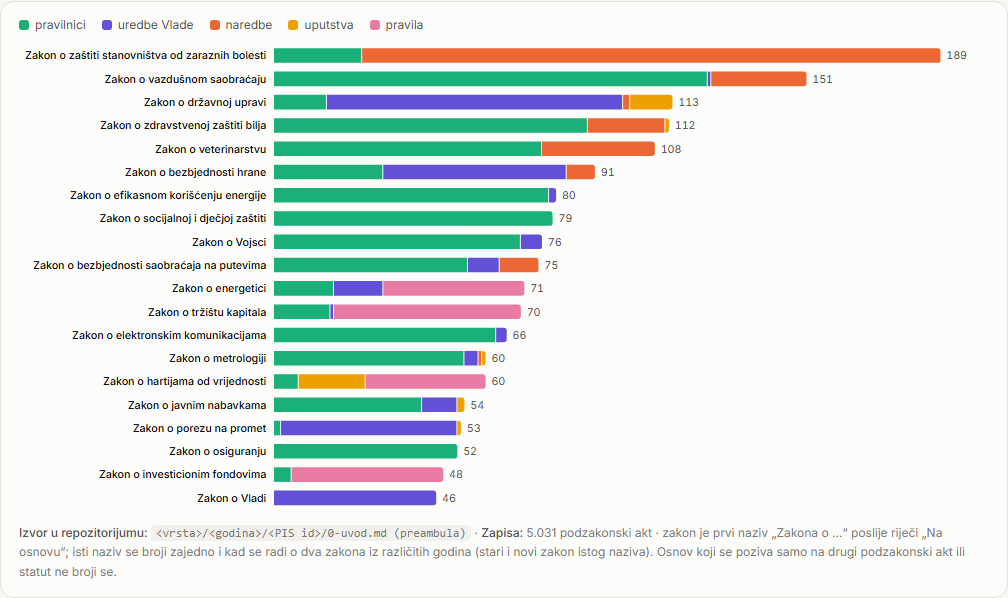 pravilnici uredbe Vlade naredbe uputstva pravila
Zakon o zaštiti stanovništva od zaraznih bolesti 189
Zakon o vazdušnom saobraćaju 151
Zakon o državnoj upravi 113
Zakon o zdravstvenoj zaštiti bilja 112
Zakon o veterinarstvu 108
Zakon o bezbjednosti hrane 91
Zakon o efikasnom korišćenju energije 80
Zakon o socijalnoj i dječjoj zaštiti 79
Zakon o Vojsci 76
Zakon o bezbjednosti saobraćaja na putevima 75
Zakon o energetici 71
Zakon o tržištu kapitala 70
Zakon o elektronskim komunikacijama 66
Zakon o metrologiji 60
Zakon o hartijama od vrijednosti 60
Zakon o javnim nabavkama 54
Zakon o porezu na promet 53
Zakon o osiguranju 52
Zakon o investicionim fondovima 48
Zakon o Vladi 46
Izvor u repozitorijumu: <vrsta>/<godina>/<PIS id>/0-uvod.md (preambula) · Zapisa: 5.031 podzakonski akt · zakon je prvi naziv „Zakona o ...“ poslije riječi „Na
osnovu“; isti naziv se broji zajedno i kad se radi o dva zakona iz različitih godina (stari i novi zakon istog naziva). Osnov koji se poziva samo na drugi podzakonski akt ili
statut ne broji se.